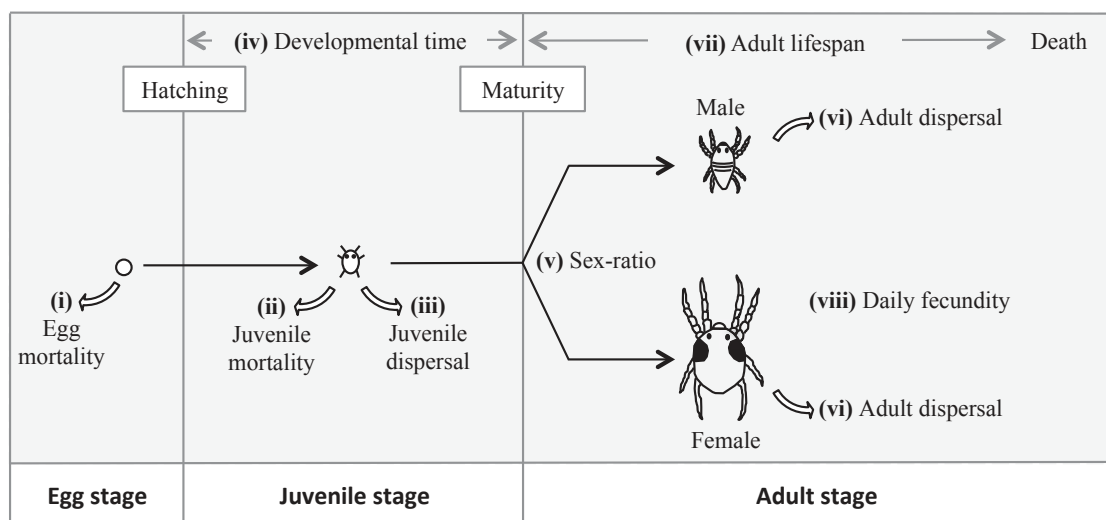 (iv) Developmental time
(vii) Adult lifespan
Death
Hatching
Maturity
Male
(vi) Adult dispersal
(v) Sex-ratio
(i)
Egg
mortality
(ii)
Juvenile
mortality
(iii)
Juvenile
dispersal
(viii) Daily fecundity
(vi) Adult dispersal
Female
Egg stage
Juvenile stage
Adult stage